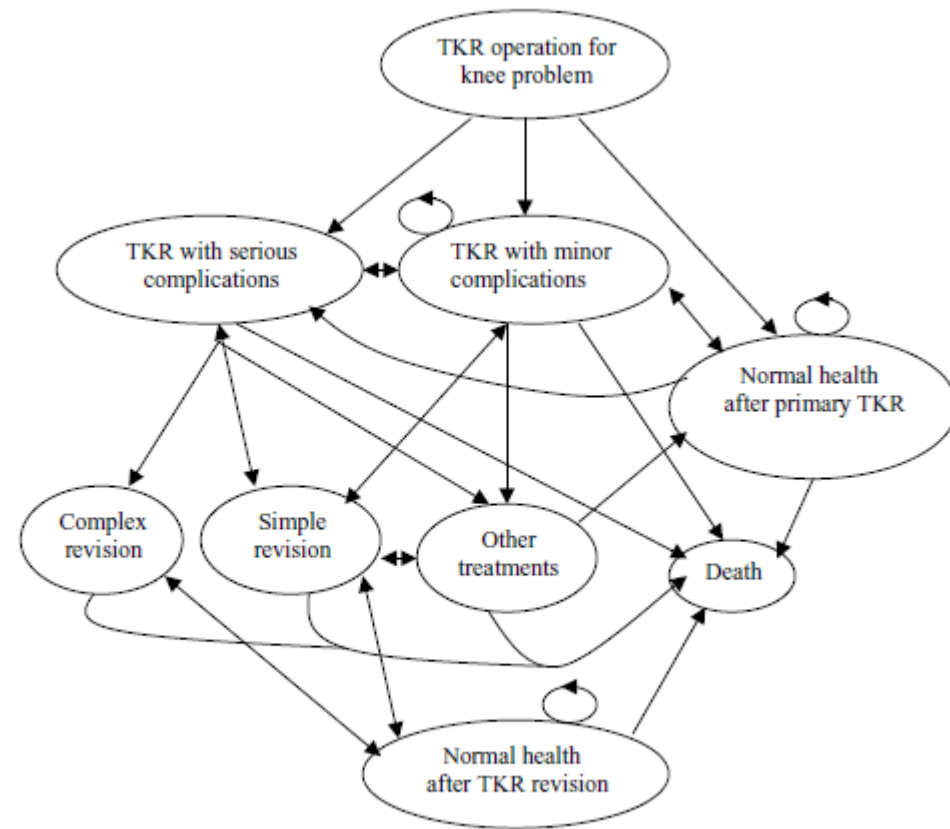 TKR operation for
knee problem
TKR with serious
complications
TKR with minor
complications
Normal health
after primary TKR
Complex
revision
Simple
revision
Other
treatments
Death
Normal health
after TKR revision